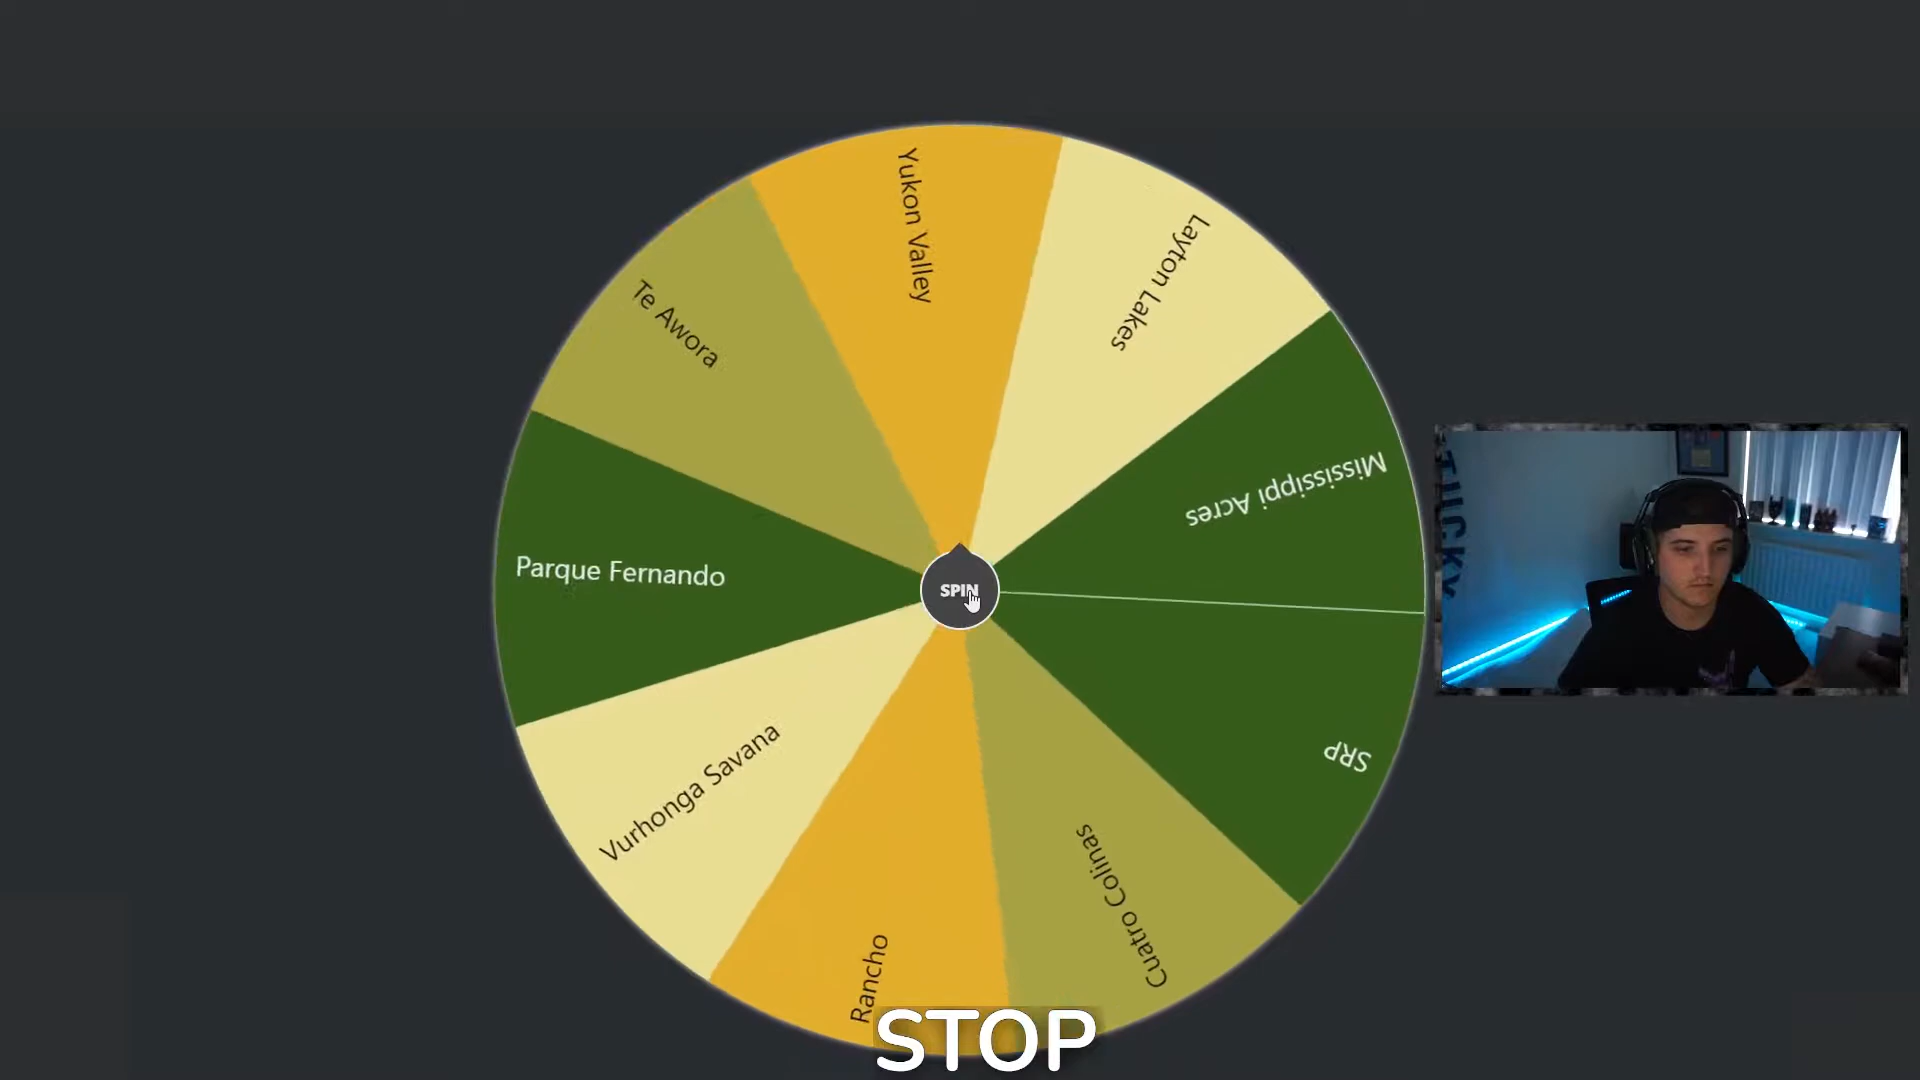 Yukon Valley
Layton Lakes
Te Awora
Mississippi Acres
Parque Fernando
SPIN
SRP
Vurhonga Savana
Cuatro Colinas
Rancho
STOP